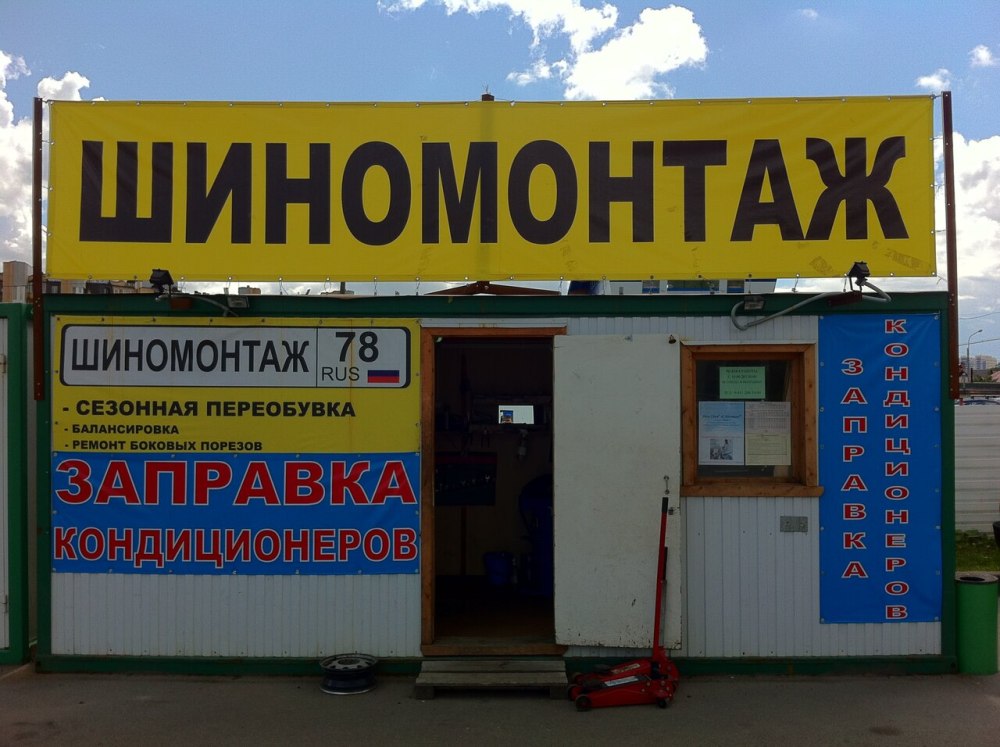 ШИНОМОНТАЖ
ШИНОМОНТАЖ 78
RUS
- СЕЗОННАЯ ПЕРЕОБУВКА
- БАЛАНСИРОВКА
- РЕМОНТ БОКОВЫХ ПОРЕЗОВ
ЗАПРАВКА
КОНДИЦИОНЕРОВ
ЗАПРАВКА
КОНДИЦИОНЕРОВ